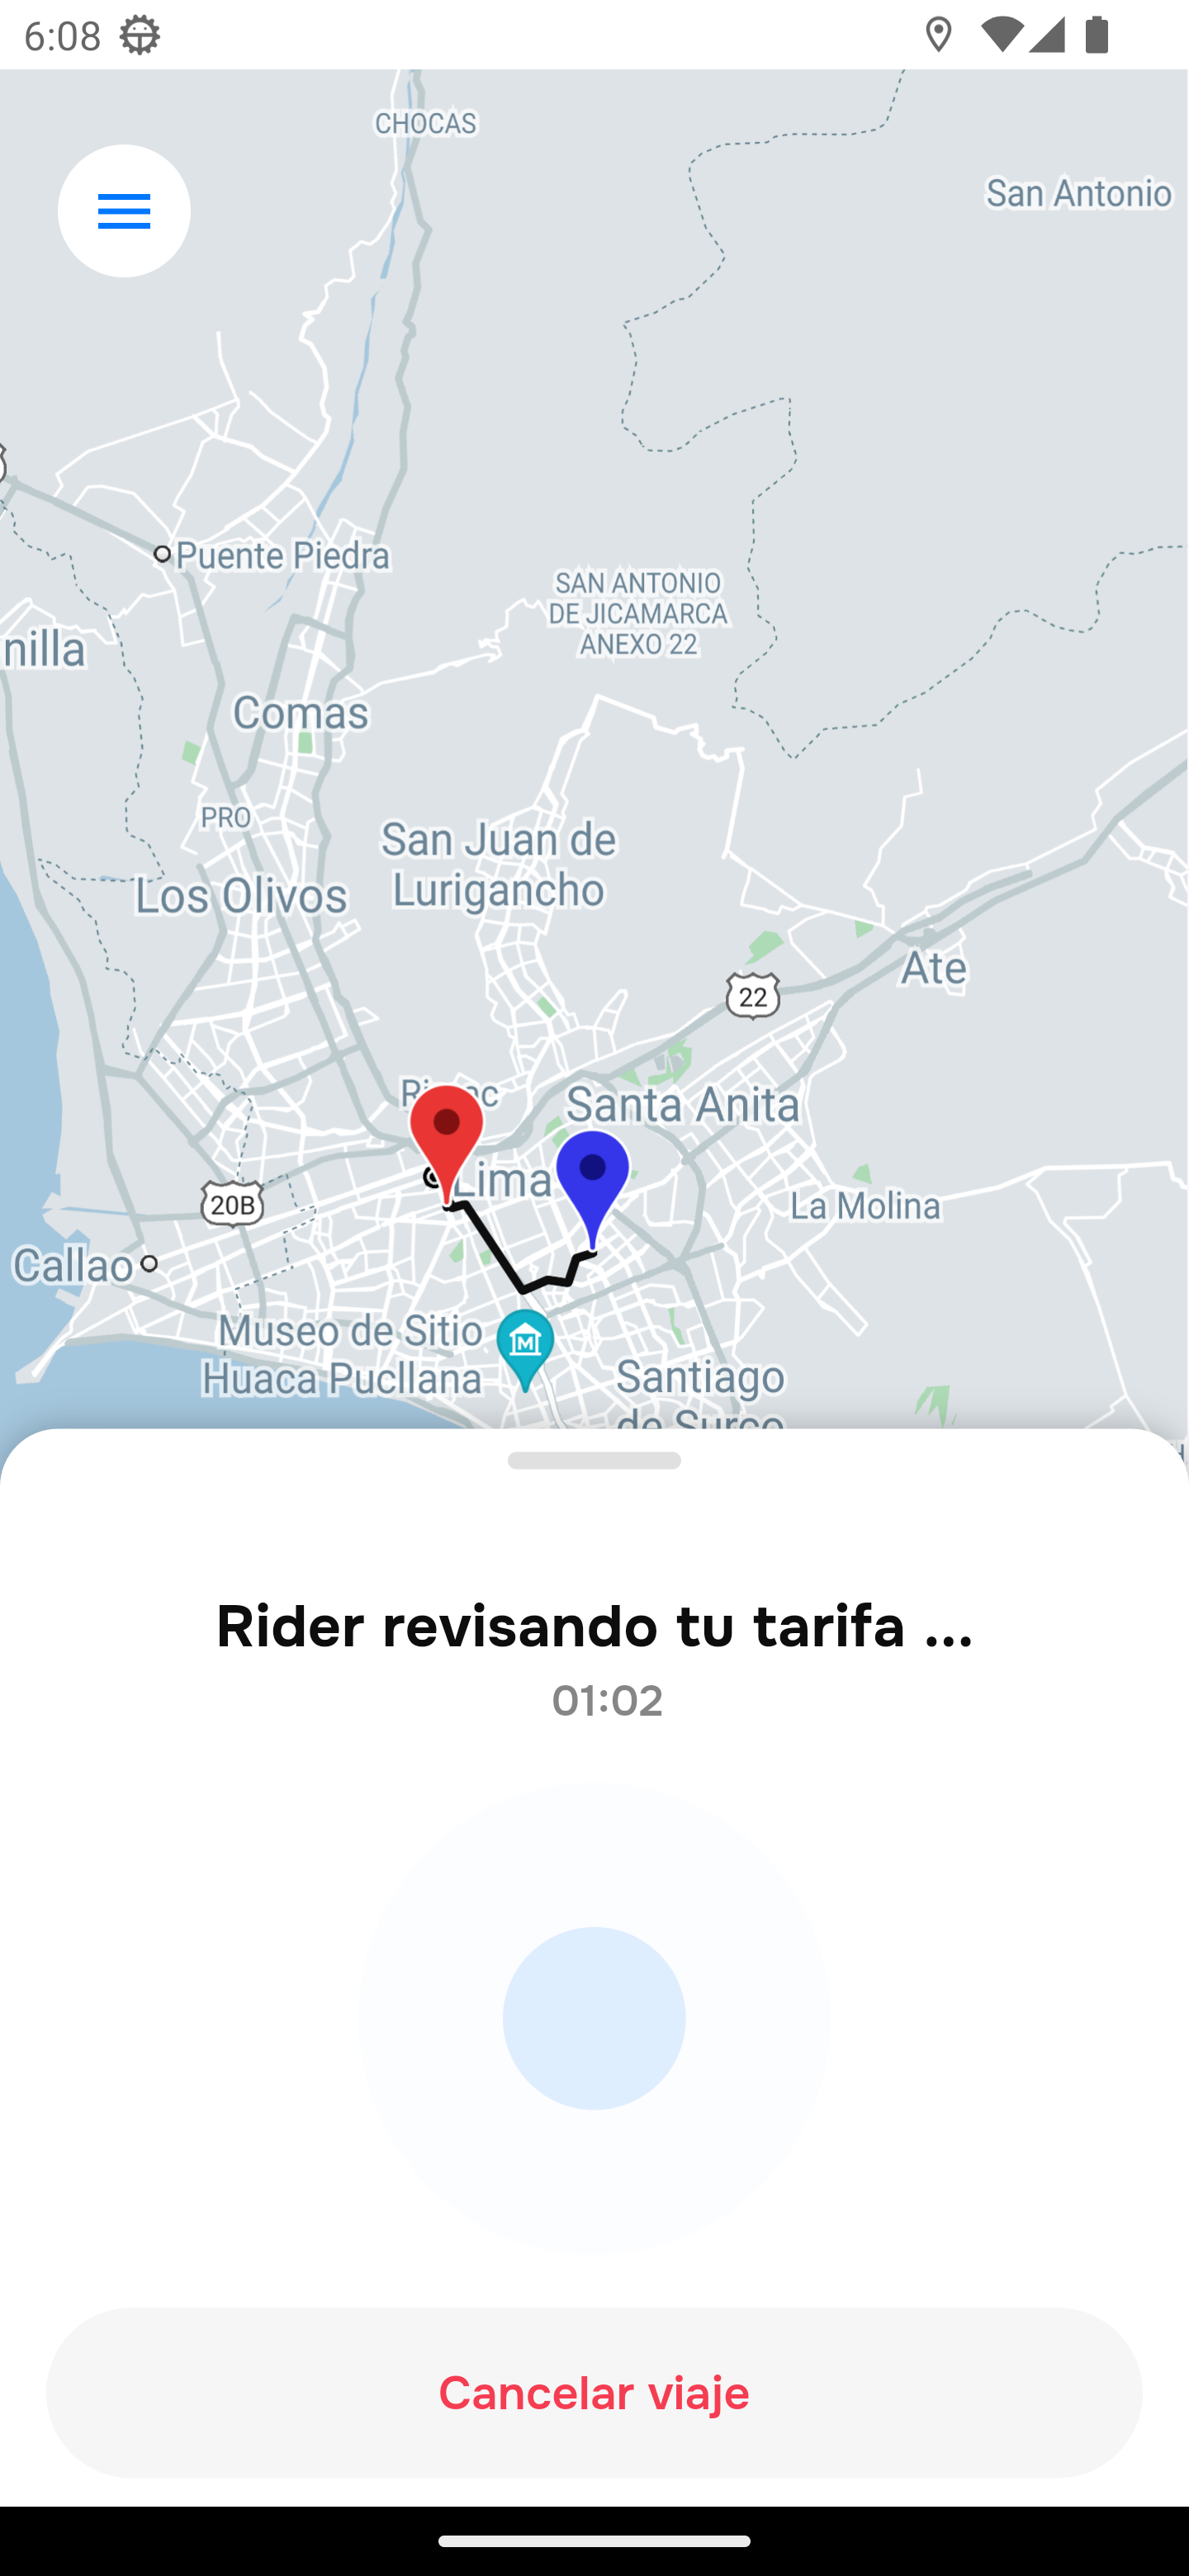 6:08
CHOCAS
San Antonio
Puente Piedra
SAN ANTONIO
DE JICAMARCA
ANEXO 22
nilla
Comas
PRO
San Juan de
Lurigancho
Los Olivos
Ate
22
Santa Anita
Lima
20B
La Molina
Callao
Museo de Sitio
Huaca Pucllana
M
Santiago
de Surco
Rider revisando tu tarifa ...
01:02
Cancelar viaje